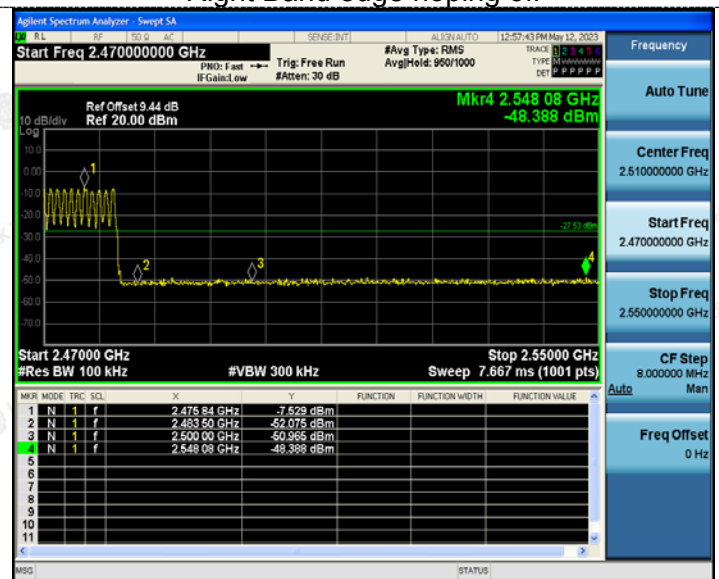 Right Band edge hoping off
Agilent Spectrum Analyzer - Swept SA
RL RF 50 Ω AC SENSE:INT ALIGN AUTO 12:57:43 PM May 12, 2023
Start Freq 2.470000000 GHz #Avg Type: RMS TRACE 1 2 3 4 5 6
PNO: Fast Trig: Free Run Avg|Hold: 950/1000 TYPE M WWWWW
IFGain:Low #Atten: 30 dB DET P P P P P P
Mkr4 2.548 08 GHz
Ref Offset 9.44 dB
10 dB/div Ref 20.00 dBm -48.388 dBm
Log
10.0
0.00
-10.0
-20.0
-30.0
-40.0
-50.0
-60.0
-70.0
1
2
3
4
-27.53 dBm
Start 2.47000 GHz Stop 2.55000 GHz
#Res BW 100 kHz #VBW 300 kHz Sweep 7.667 ms (1001 pts)
MKR MODE TRC SCL X Y FUNCTION FUNCTION WIDTH FUNCTION VALUE
1 N 1 f 2.475 84 GHz -7.529 dBm
2 N 1 f 2.483 50 GHz -52.075 dBm
3 N 1 f 2.500 00 GHz -50.965 dBm
4 N 1 f 2.548 08 GHz -48.388 dBm
5
6
7
8
9
10
11
MSG STATUS
Frequency
Auto Tune
Center Freq
2.510000000 GHz
Start Freq
2.470000000 GHz
Stop Freq
2.550000000 GHz
CF Step
8.000000 MHz
Auto Man
Freq Offset
0 Hz